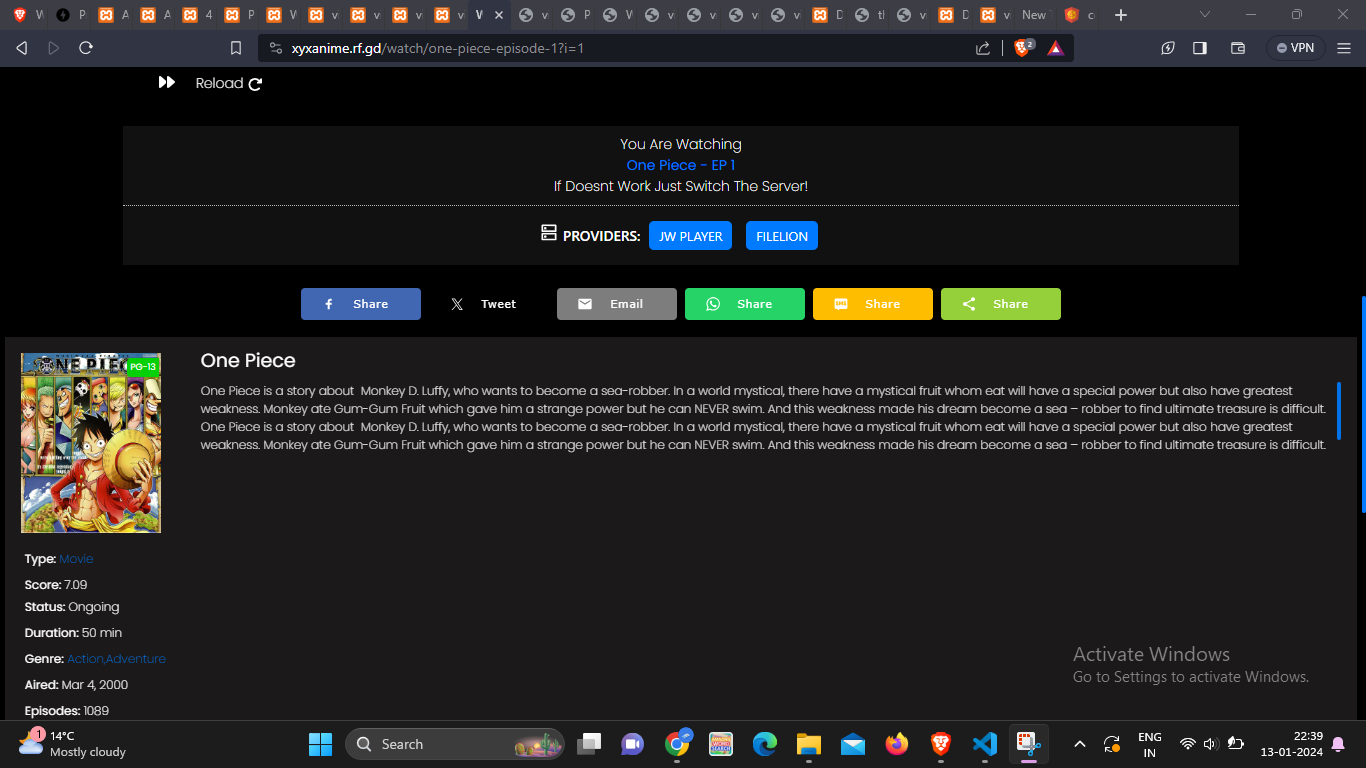 xyxanime.rf.gd/watch/one-piece-episode-1?i=1
2
VPN
Reload
You Are Watching
One Piece - EP 1
If Doesnt Work Just Switch The Server!
PROVIDERS: JW PLAYER FILELION
Share Tweet Email Share Share Share
PG-13
One Piece
One Piece is a story about  Monkey D. Luffy, who wants to become a sea-robber. In a world mystical, there have a mystical fruit whom eat will have a special power but also have greatest
weakness. Monkey ate Gum-Gum Fruit which gave him a strange power but he can NEVER swim. And this weakness made his dream become a sea – robber to find ultimate treasure is difficult.
One Piece is a story about  Monkey D. Luffy, who wants to become a sea-robber. In a world mystical, there have a mystical fruit whom eat will have a special power but also have greatest
weakness. Monkey ate Gum-Gum Fruit which gave him a strange power but he can NEVER swim. And this weakness made his dream become a sea – robber to find ultimate treasure is difficult.
Type: Movie
Score: 7.09
Status: Ongoing
Duration: 50 min
Genre: Action,Adventure
Aired: Mar 4, 2000
Episodes: 1089
Activate Windows
Go to Settings to activate Windows.
1
14°C
Mostly cloudy
Search
ENG
IN
22:39
13-01-2024